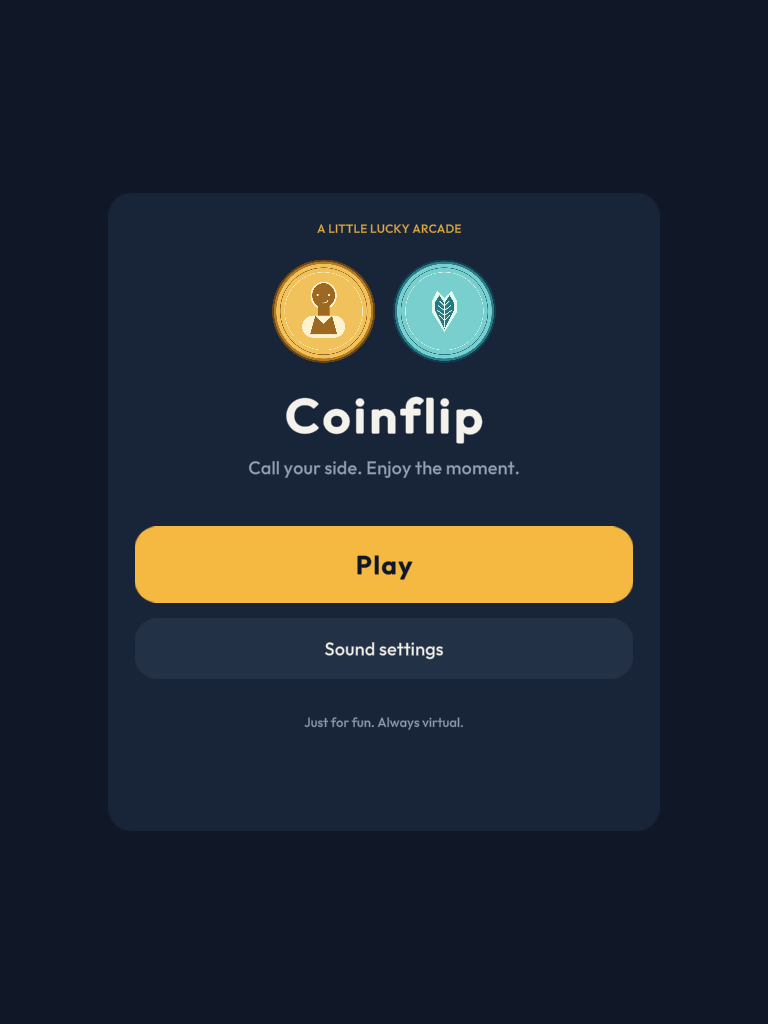 A LITTLE LUCKY ARCADE
Coinflip
Call your side. Enjoy the moment.
Play
Sound settings
Just for fun. Always virtual.